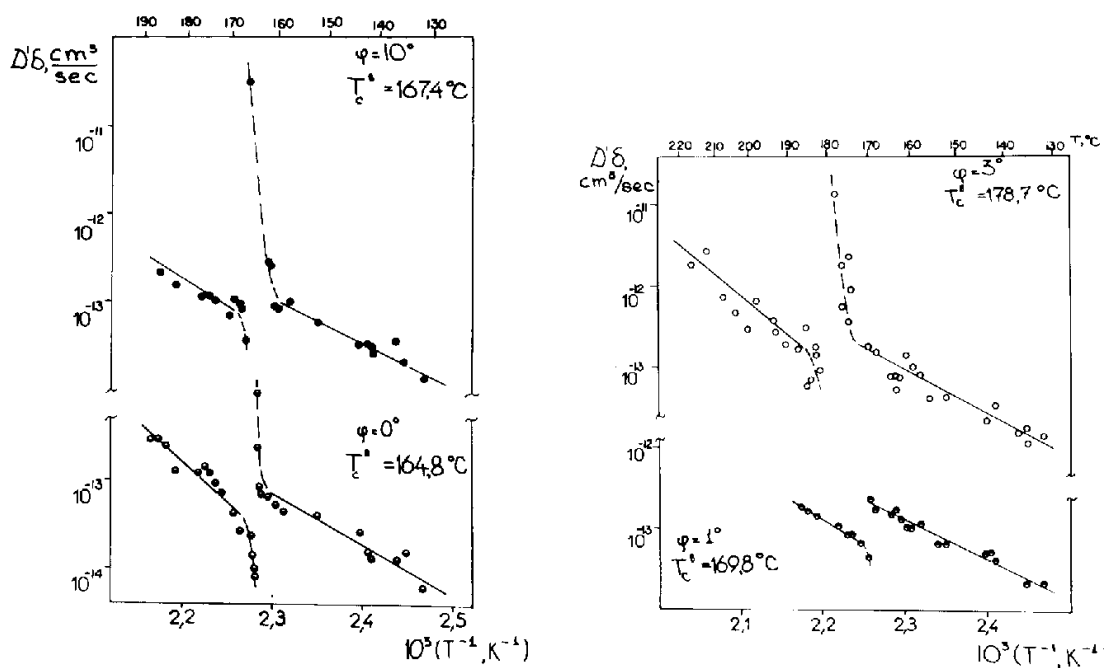 190 180 170 160 150 140 130
D'δ, cm³/sec
φ=10°
T_c^B = 167,4°C
10⁻¹¹
10⁻¹²
10⁻¹³
φ=0°
T_c^B = 164,8°C
10⁻¹³
10⁻¹⁴
2,2 2,3 2,4 2,5
10³(T⁻¹, K⁻¹)
220 210 200 190 180 170 160 150 140 130 T, °C
D'δ,
cm³/sec
φ=3°
=178,7°C
10⁻¹¹
10⁻¹²
10⁻¹³
10⁻¹²
10⁻¹³
φ=1°
=169,8°C
2,1 2,2 2,3 2,4
10³(T⁻¹, K⁻¹